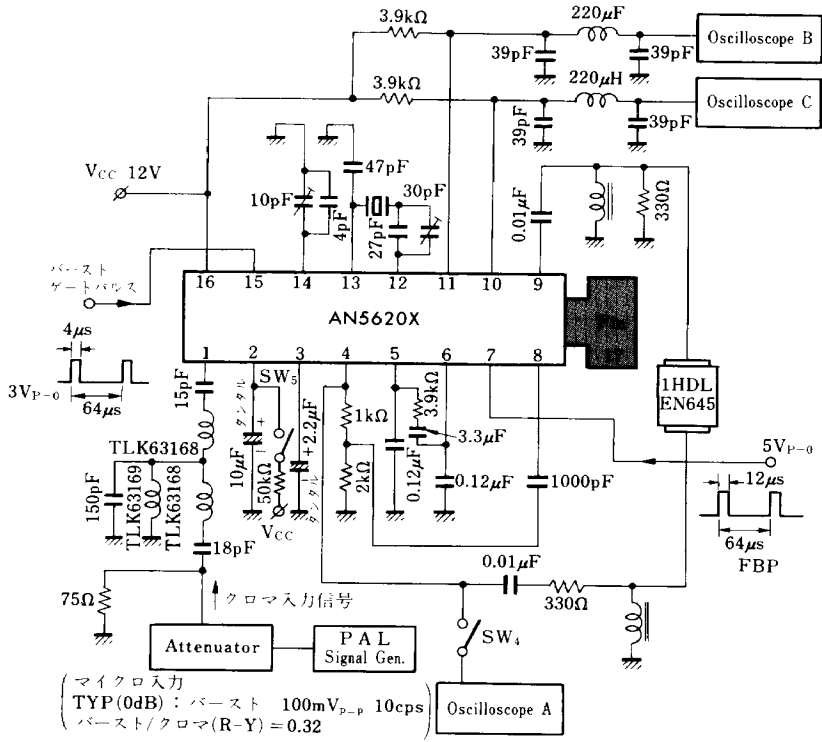 3.9kΩ
220μF
Oscilloscope B
39pF
39pF
3.9kΩ
220μH
Oscilloscope C
39pF
39pF
VCC 12V
47pF
10pF
4pF
30pF
27pF
0.01μF
330Ω
バースト
ゲートパルス
16 15 14 13 12 11 10 9
AN5620X
1 2 3 4 5 6 7 8
4μs
3VP-0
64μs
15pF
SW5
タンタル
+
−
10μF
50kΩ
VCC
+
2.2μF
タンタル
1kΩ
2kΩ
3.9kΩ
3.3μF
0.12μF
0.12μF
1000pF
1HDL
EN645
5VP-0
12μs
64μs
FBP
TLK63168
150pF
TLK63169
TLK63168
18pF
0.01μF
330Ω
75Ω
クロマ入力信号
SW4
Attenuator
PAL
Signal Gen.
Oscilloscope A
マイクロ入力
TYP(0dB) : バースト 100mVP-P 10cps
バースト/クロマ(R-Y)=0.32